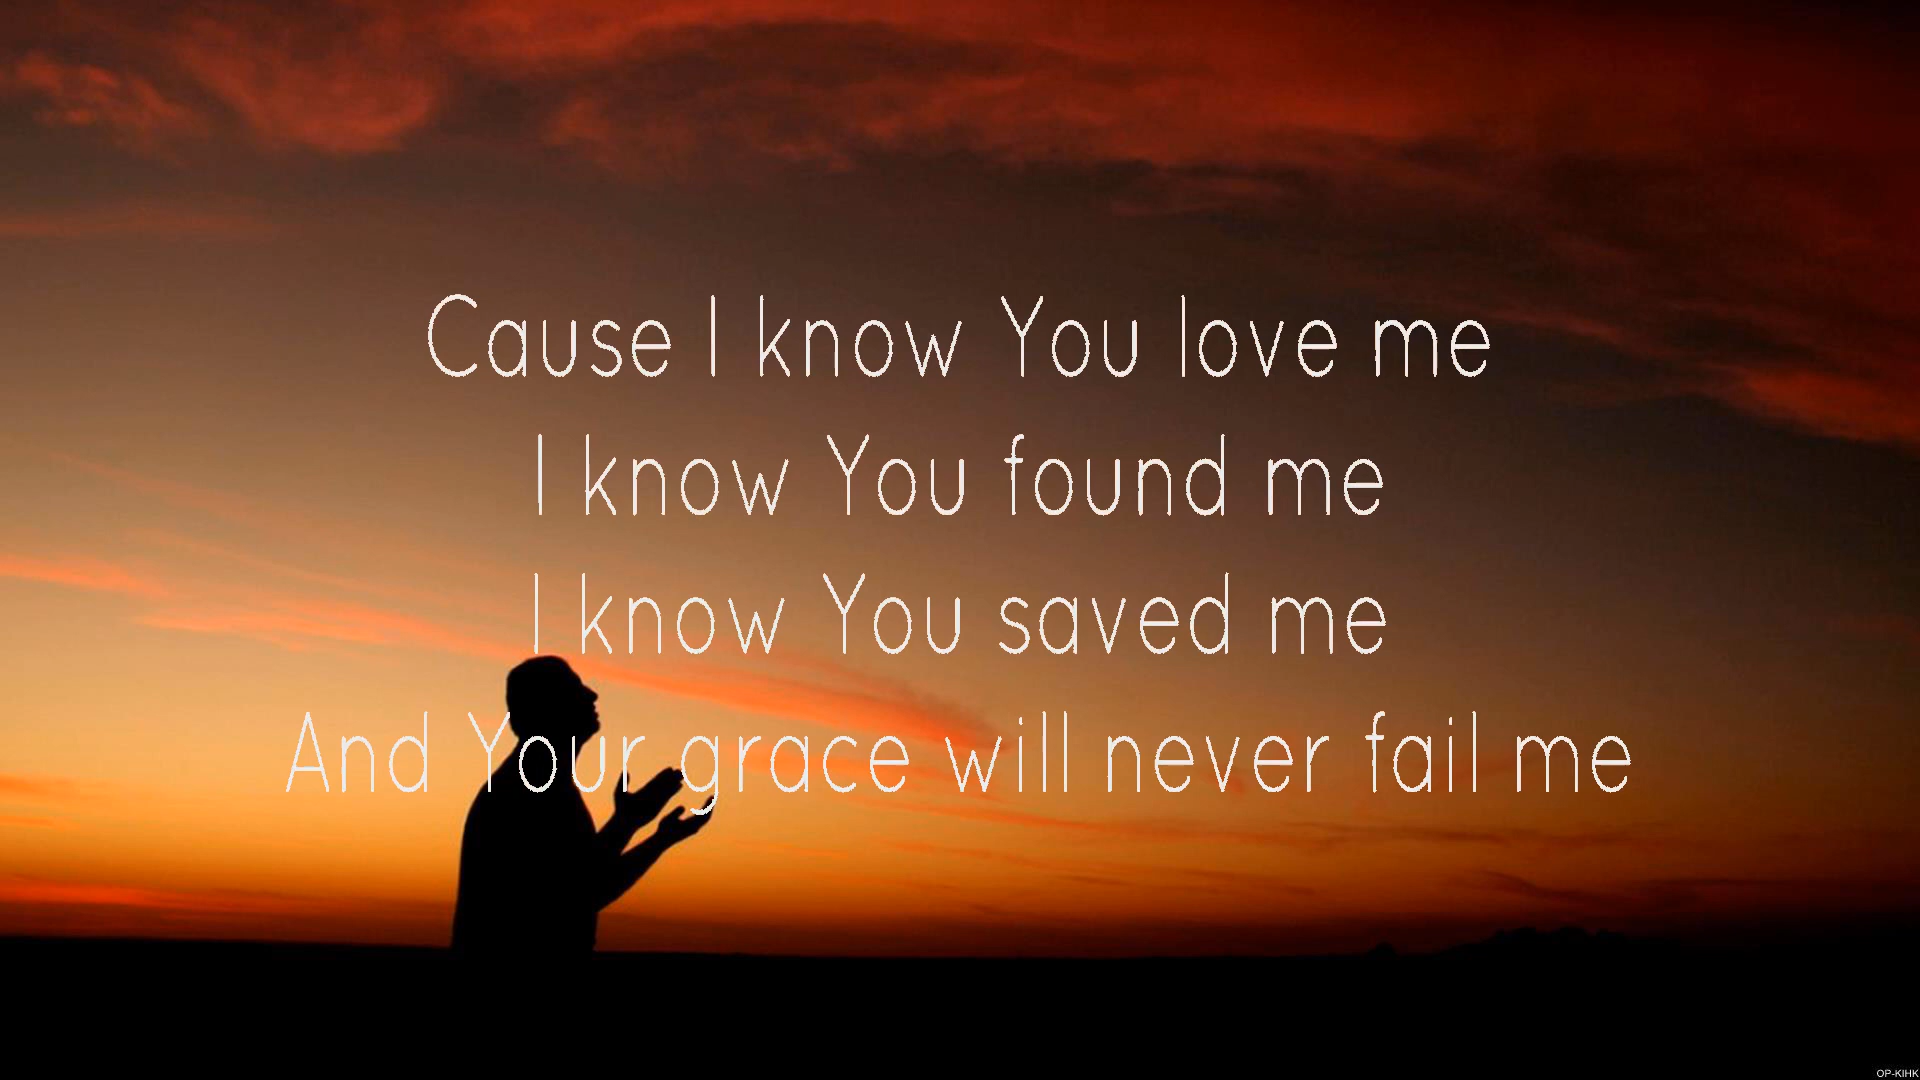 Cause I know You love me
I know You found me
I know You saved me
And Your grace will never fail me
OP-KIHK